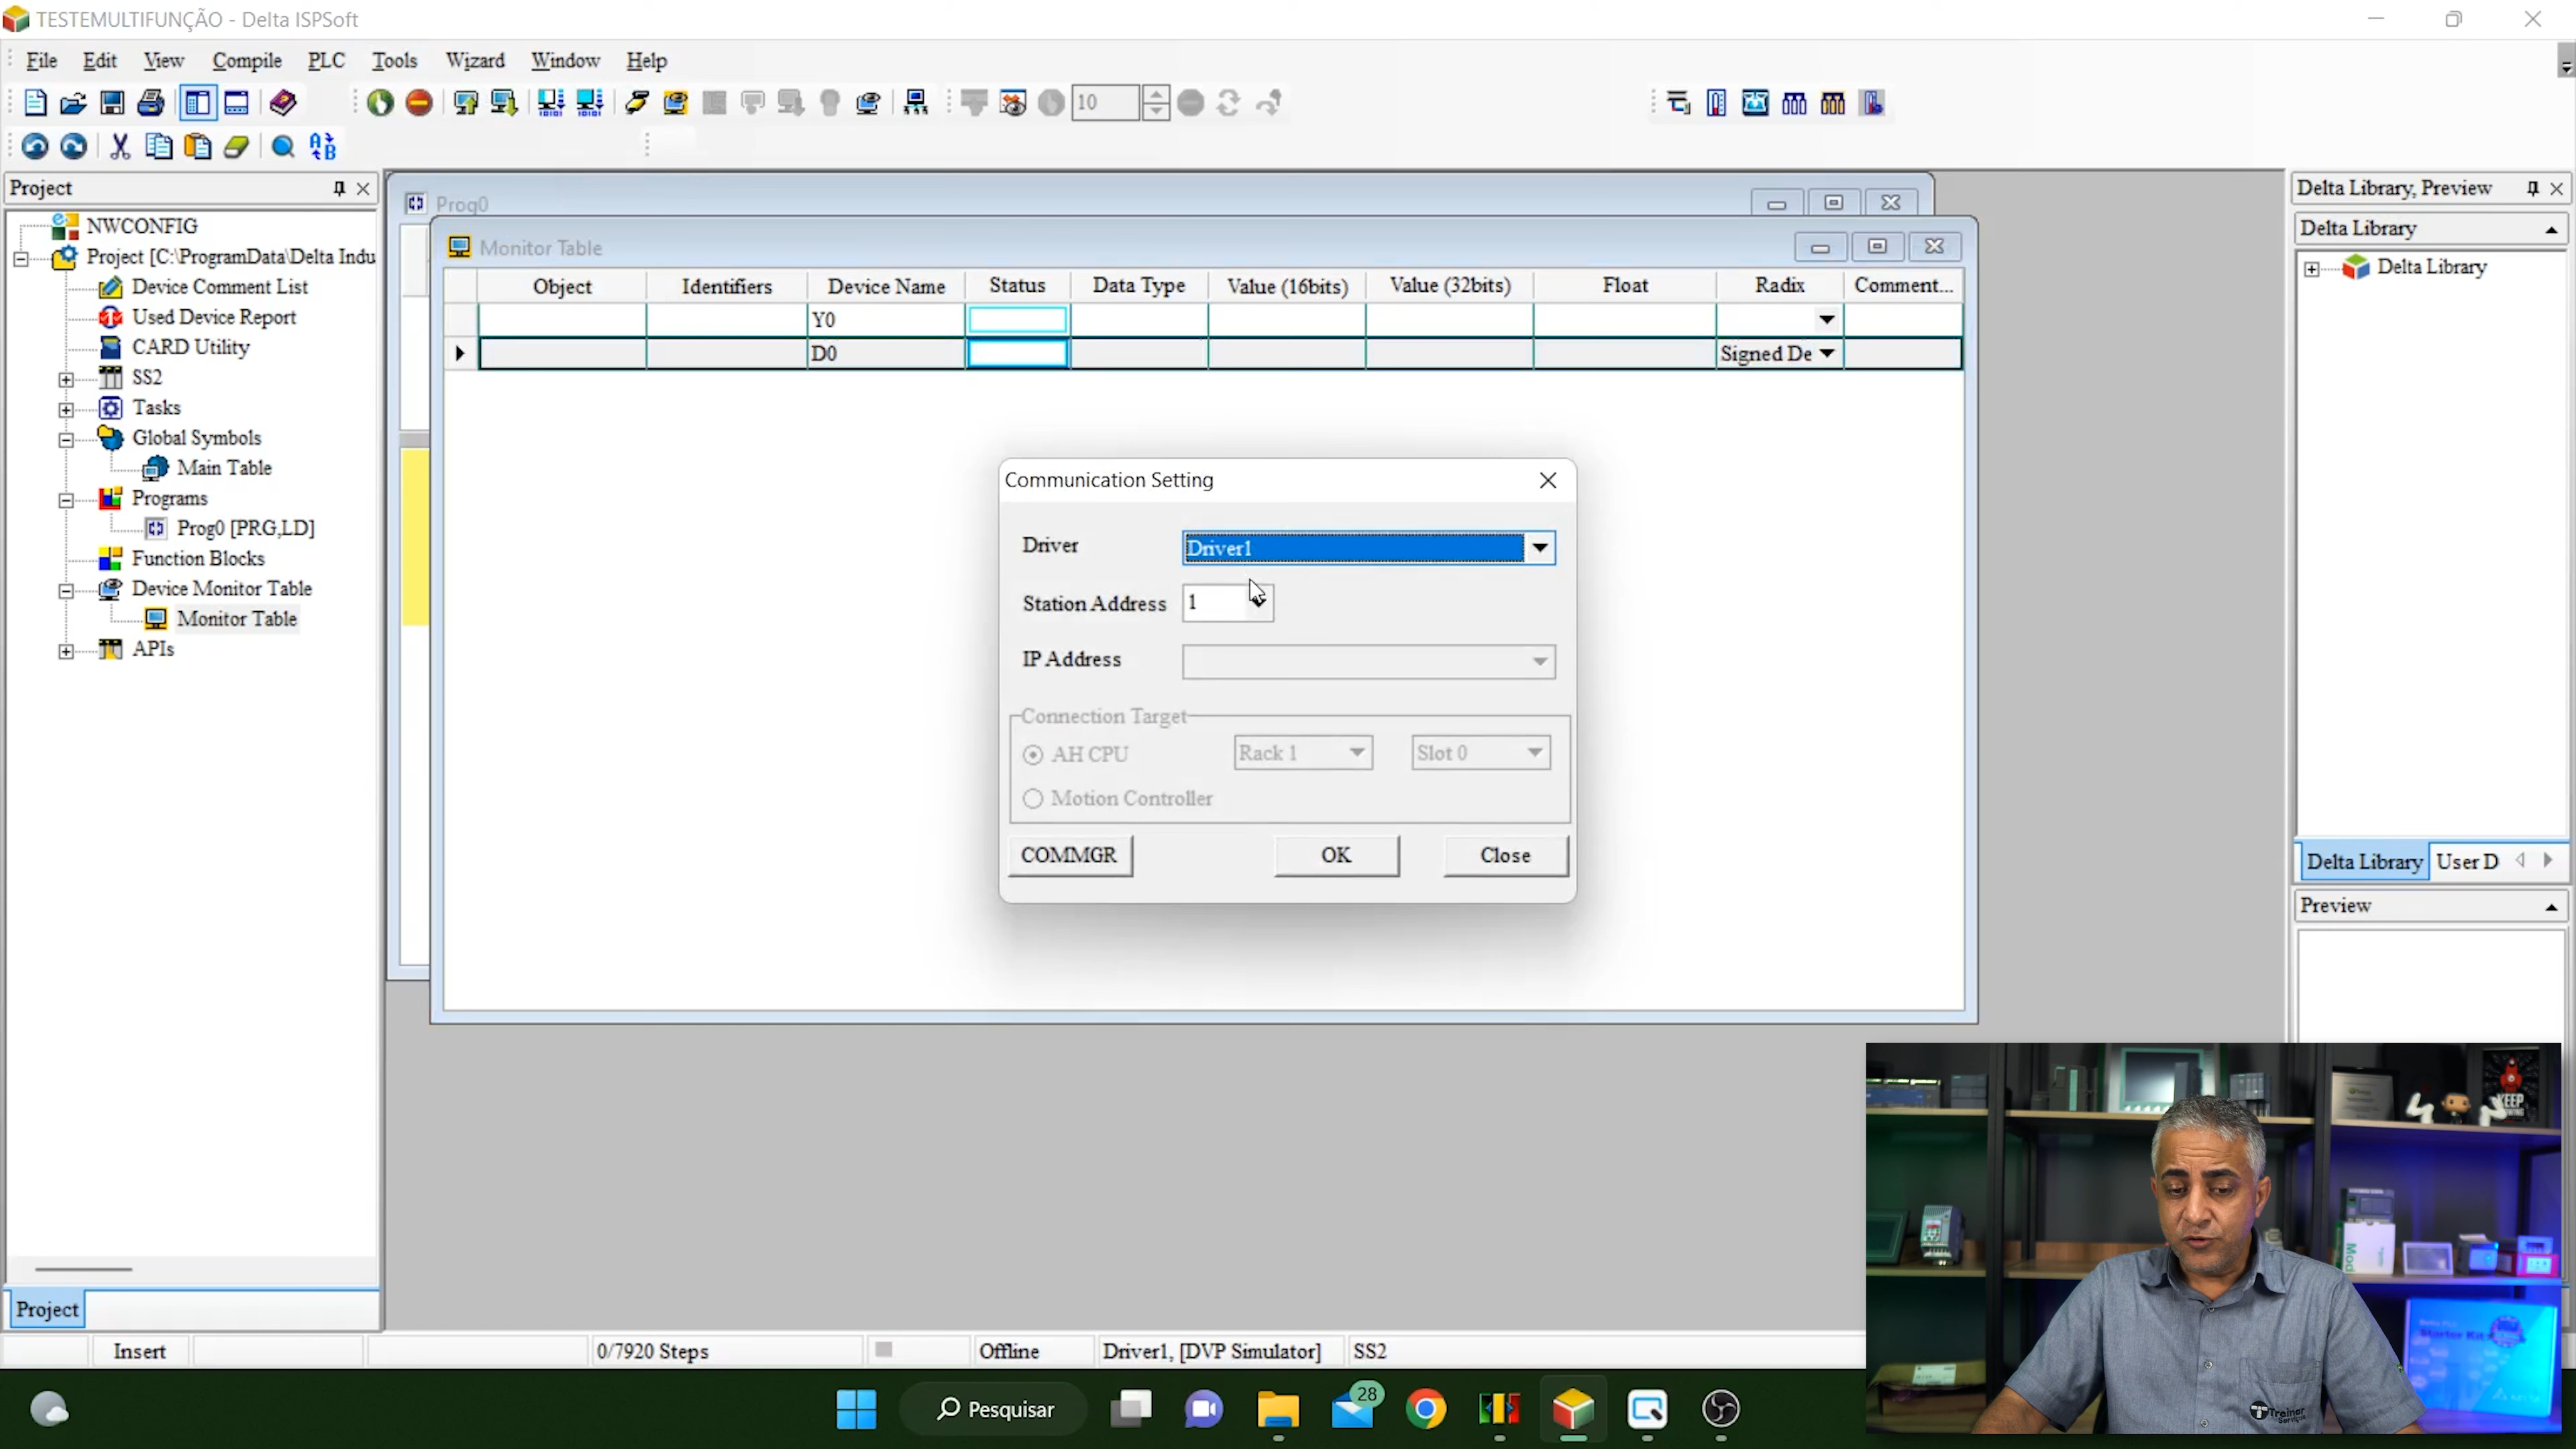 TESTEMULTIFUNÇÃO - Delta ISPSoft
File Edit View Compile PLC Tools Wizard Window Help
10
Project
NWCONFIG
Project [C:\ProgramData\Delta Indu
Device Comment List
Used Device Report
CARD Utility
SS2
Tasks
Global Symbols
Main Table
Programs
Prog0 [PRG,LD]
Function Blocks
Device Monitor Table
Monitor Table
APIs
Project
Prog0
Monitor Table
Object Identifiers Device Name Status Data Type Value (16bits) Value (32bits) Float Radix Comment...
Y0
D0 Signed De
Communication Setting
Driver Driver1
Station Address 1
IP Address
Connection Target
AH CPU Rack 1 Slot 0
Motion Controller
COMMGR OK Close
Delta Library, Preview
Delta Library
Delta Library
Delta Library User D
Preview
KEEP
Starter Kit
Treinar
Insert 0/7920 Steps Offline Driver1, [DVP Simulator] SS2
Pesquisar
28